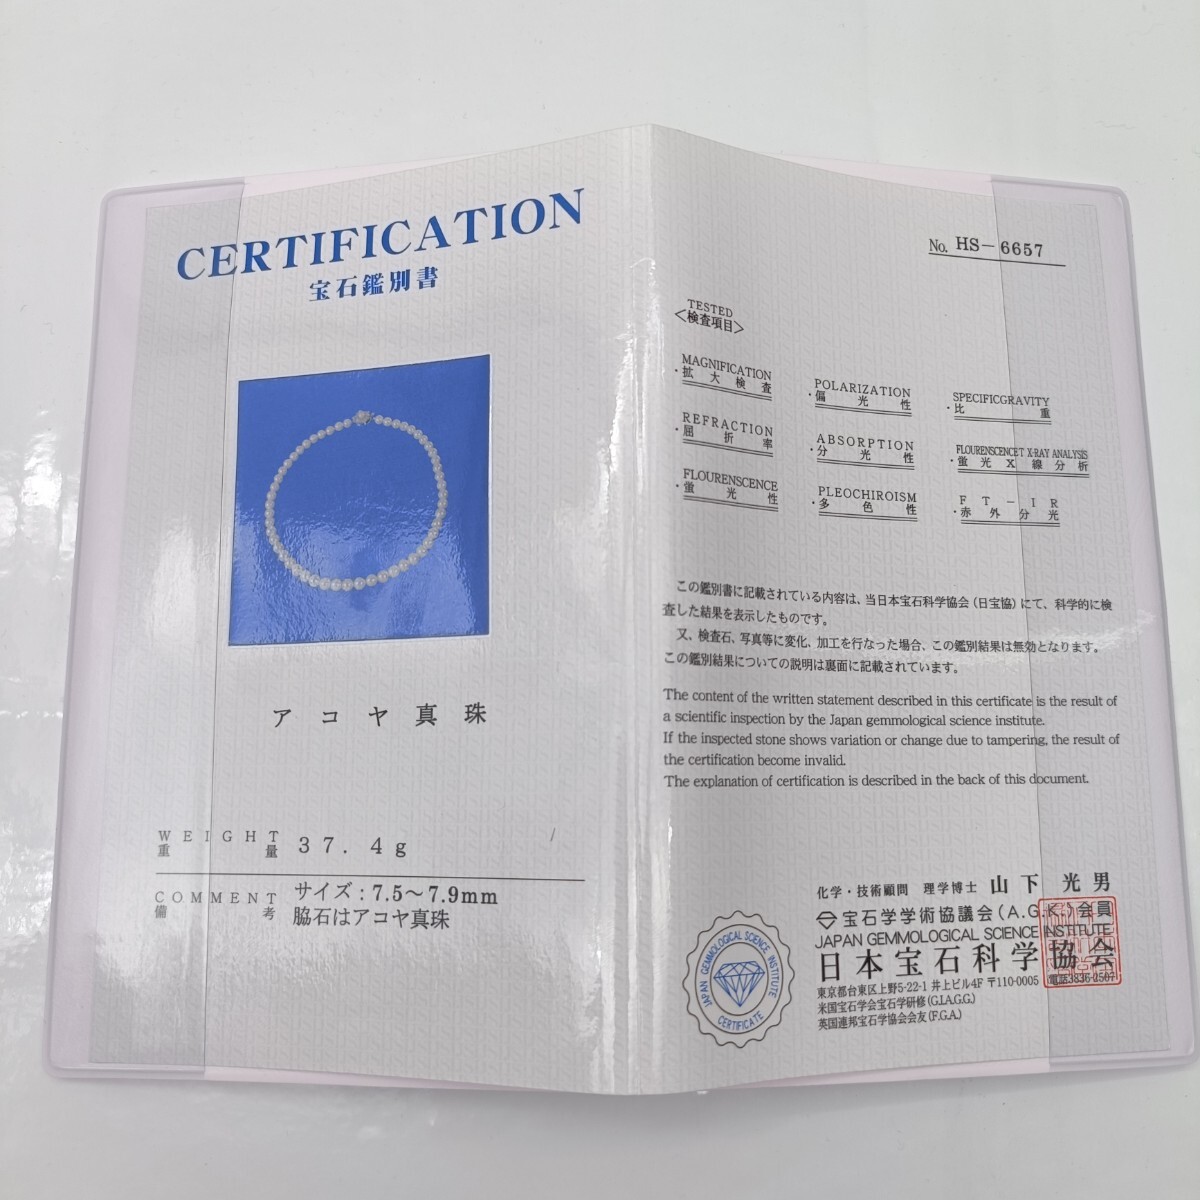 CERTIFICATION
宝石鑑別書
アコヤ真珠
WEIGHT
重量
37.4g
/
COMMENT
備考
サイズ:7.5～7.9mm
脇石はアコヤ真珠
No. HS-6657
TESTED
<検査項目>
MAGNIFICATION
・拡大検査
POLARIZATION
・偏光性
SPECIFICGRAVITY
・比重
REFRACTION
・屈折率
ABSORPTION
・分光性
FLOURENSCENCET X-RAY ANALYSIS
・蛍光X線分析
FLOURENSCENCE
・蛍光性
PLEOCHIROISM
・多色性
FT-IR
・赤外分光
この鑑別書に記載されている内容は、当日本宝石科学協会(日宝協)にて、科学的に検
査した結果を表示したものです。
又、検査石、写真等に変化、加工を行なった場合、この鑑別結果は無効となります。
この鑑別結果についての説明は裏面に記載されています。
The content of the written statement described in this certificate is the result of
a scientific inspection by the Japan gemmological science institute.
If the inspected stone shows variation or change due to tampering, the result of
the certification become invalid.
The explanation of certification is described in the back of this document.
化学・技術顧問 理学博士 山下 光男
宝石学学術協議会(A.G.K.)会員
JAPAN GEMMOLOGICAL SCIENCE INSTITUTE
日本宝石科学協会
東京都台東区上野5-22-1 井上ビル4F 〒110-0005 電話3836-2507
米国宝石学会宝石学研修(G.I.A.G.G.)
英国連邦宝石学協会会友(F.G.A.)
JAPAN GEMMOLOGICAL SCIENCE INSTITUTE
CERTIFICATE